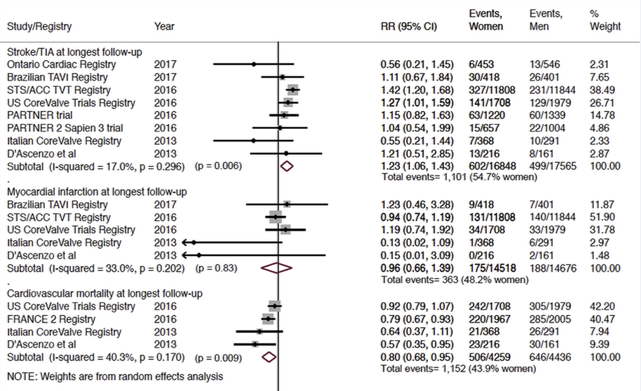 Study/Registry Year RR (95% CI) Events, Women Events, Men % Weight
Stroke/TIA at longest follow-up
Ontario Cardiac Registry 2017 0.56 (0.21, 1.45) 6/453 13/546 2.31
Brazilian TAVI Registry 2017 1.11 (0.67, 1.84) 30/418 26/401 7.65
STS/ACC TVT Registry 2016 1.42 (1.20, 1.68) 327/11808 231/11844 38.49
US CoreValve Trials Registry 2016 1.27 (1.01, 1.59) 141/1708 129/1979 26.71
PARTNER trial 2016 1.15 (0.82, 1.63) 63/1220 60/1339 14.78
PARTNER 2 Sapien 3 trial 2016 1.04 (0.54, 1.99) 15/657 22/1004 4.86
Italian CoreValve Registry 2013 0.55 (0.21, 1.44) 7/368 10/291 2.33
D'Ascenzo et al 2013 1.21 (0.51, 2.85) 13/216 8/161 2.87
Subtotal (I-squared = 17.0%, p = 0.296) (p = 0.006) 1.23 (1.06, 1.43) 602/16848 499/17565 100.00
. Total events= 1,101 (54.7% women)
Myocardial infarction at longest follow-up
Brazilian TAVI Registry 2017 1.23 (0.46, 3.28) 9/418 7/401 11.87
STS/ACC TVT Registry 2016 0.94 (0.74, 1.19) 131/11808 140/11844 51.90
US CoreValve Trials Registry 2016 1.19 (0.74, 1.92) 34/1708 33/1979 31.78
Italian CoreValve Registry 2013 0.13 (0.02, 1.09) 1/368 6/291 2.97
D'Ascenzo et al 2013 0.15 (0.01, 3.09) 0/216 2/161 1.48
Subtotal (I-squared = 33.0%, p = 0.202) (p = 0.83) 0.96 (0.66, 1.39) 175/14518 188/14676 100.00
. Total events= 363 (48.2% women)
Cardiovascular mortality at longest follow-up
US CoreValve Trials Registry 2016 0.92 (0.79, 1.07) 242/1708 305/1979 42.20
FRANCE 2 Registry 2016 0.79 (0.67, 0.93) 220/1967 285/2005 40.47
Italian CoreValve Registry 2013 0.64 (0.37, 1.11) 21/368 26/291 7.94
D'Ascenzo et al 2013 0.57 (0.35, 0.95) 23/216 30/161 9.39
Subtotal (I-squared = 40.3%, p = 0.170) (p = 0.009) 0.80 (0.68, 0.95) 506/4259 646/4436 100.00
. Total events= 1,152 (43.9% women)
NOTE: Weights are from random effects analysis